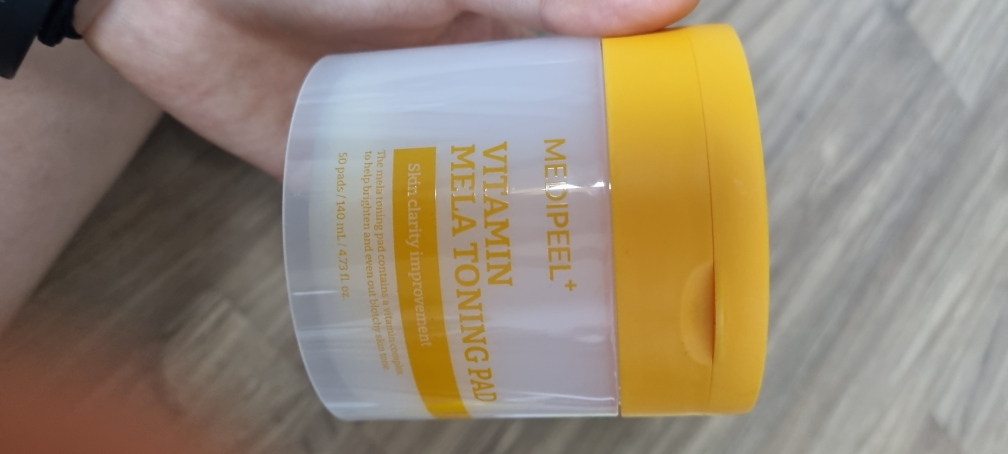 MEDIPEEL+
VITAMIN
MELA TONING PAD
Skin clarity improvement
The mela toning pad contains a vitamin complex
to help brighten and even out blotchy skin tone
50 pads / 140 mL / 4.73 fl. oz.